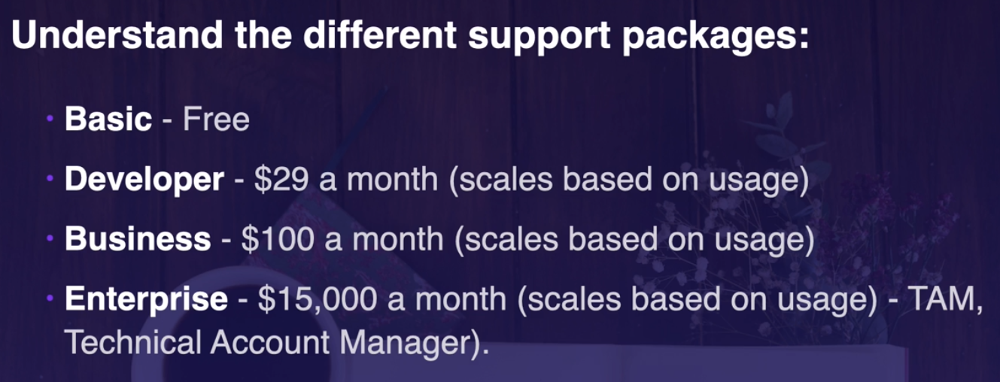 Understand the different support packages:
• Basic - Free
• Developer - $29 a month (scales based on usage)
• Business - $100 a month (scales based on usage)
• Enterprise - $15,000 a month (scales based on usage) - TAM,
Technical Account Manager).